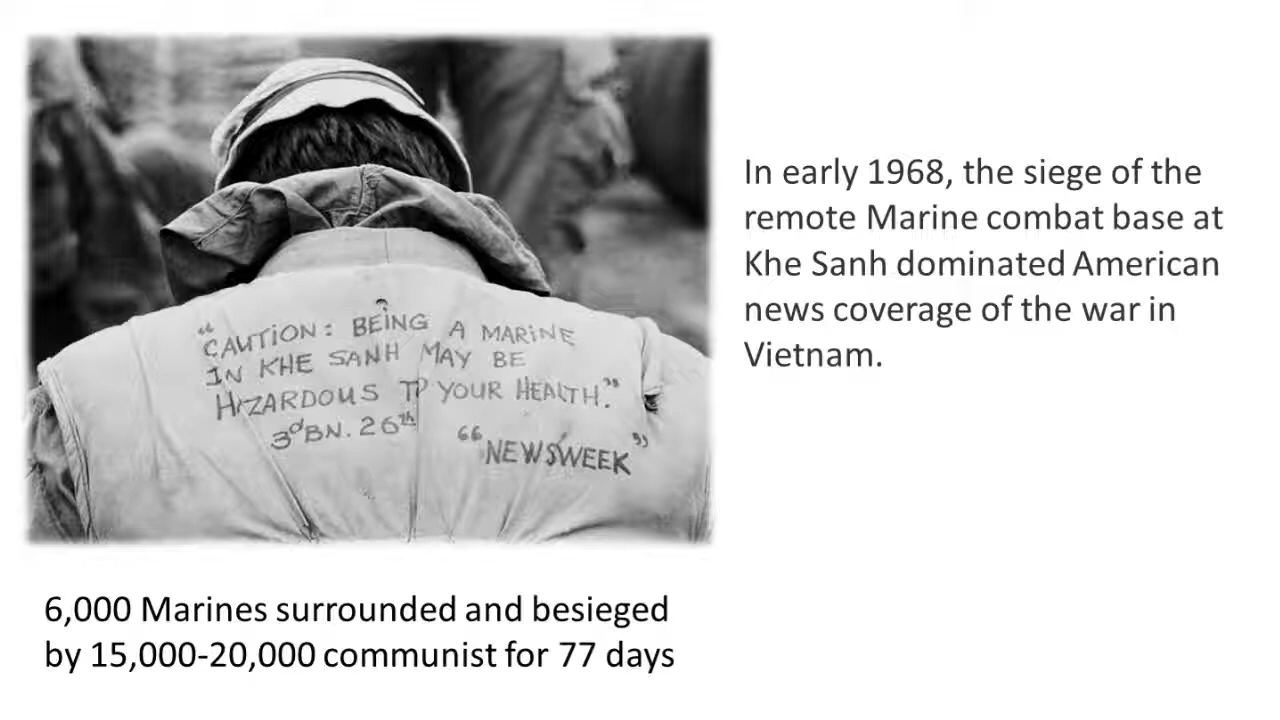 “CAUTION: BEING A MARINE
IN KHE SANH MAY BE
HAZARDOUS TO YOUR HEALTH.”
3d BN. 26th
“NEWSWEEK”
In early 1968, the siege of the
remote Marine combat base at
Khe Sanh dominated American
news coverage of the war in
Vietnam.
6,000 Marines surrounded and besieged
by 15,000-20,000 communist for 77 days